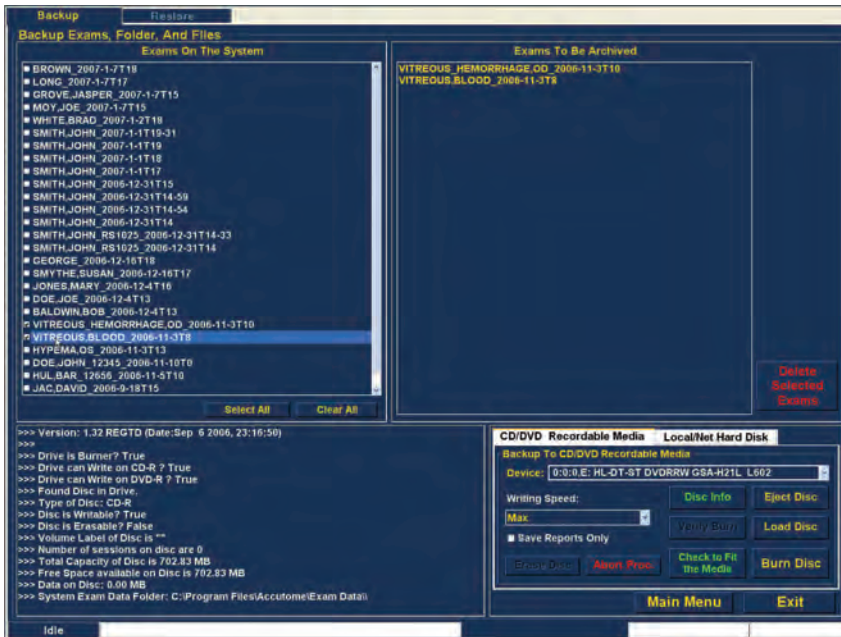 Backup
Restore
Backup Exams, Folder, And Files
Exams On The System
BROWN_2007-1-7T18
LONG_2007-1-7T17
GROVE,JASPER_2007-1-7T15
MOY,JOE_2007-1-7T15
WHITE,BRAD_2007-1-2T18
SMITH,JOHN_2007-1-1T19-31
SMITH,JOHN_2007-1-1T19
SMITH,JOHN_2007-1-1T18
SMITH,JOHN_2007-1-1T17
SMITH,JOHN_2006-12-31T15
SMITH,JOHN_2006-12-31T14-59
SMITH,JOHN_2006-12-31T14-54
SMITH,JOHN_2006-12-31T14
SMITH,JOHN_RS1025_2006-12-31T14-33
SMITH,JOHN_RS1025_2006-12-31T14
GEORGE_2006-12-16T18
SMYTHE,SUSAN_2006-12-16T17
JONES,MARY_2006-12-4T16
DOE,JOE_2006-12-4T13
BALDWIN,BOB_2006-12-4T13
VITREOUS_HEMORRHAGE,OD_2006-11-3T10
VITREOUS,BLOOD_2006-11-3T8
HYPEMA,OS_2006-11-3T13
DOE,JOHN_12345_2006-11-10T0
HUL,BAR_12656_2006-11-5T10
JAC,DAVID_2006-9-18T15
Select All
Clear All
Exams To Be Archived
VITREOUS_HEMORRHAGE,OD_2006-11-3T10
VITREOUS,BLOOD_2006-11-3T8
Delete
Selected
Exams
>>> Version: 1.32 REGTD (Date:Sep 6 2006, 23:16:50)
>>>
>>> Drive is Burner? True
>>> Drive can Write on CD-R ? True
>>> Drive can Write on DVD-R ? True
>>> Found Disc in Drive.
>>> Type of Disc: CD-R
>>> Disc is Writable? True
>>> Disc is Erasable? False
>>> Volume Label of Disc is ""
>>> Number of sessions on disc are 0
>>> Total Capacity of Disc is 702.83 MB
>>> Free Space available on Disc is 702.83 MB
>>> Data on Disc: 0.00 MB
>>> System Exam Data Folder: C:\Program Files\Accutome\Exam Data\\
CD/DVD Recordable Media
Local/Net Hard Disk
Backup To CD/DVD Recordable Media
Device: 0:0:0,E: HL-DT-ST DVDRRW GSA-H21L L602
Writing Speed:
Max
Save Reports Only
Disc Info
Eject Disc
Verify Burn
Load Disc
Erase Disc
Abort Proc.
Check to Fit
the Media
Burn Disc
Main Menu
Exit
Idle